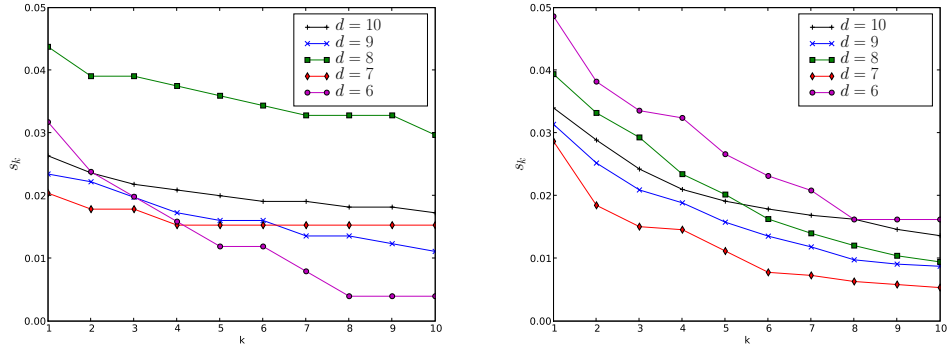 0.05
0.04
0.03
0.02
0.01
0.00
s_k
1 2 3 4 5 6 7 8 9 10
k
d = 10
d = 9
d = 8
d = 7
d = 6
0.05
0.04
0.03
0.02
0.01
0.00
s_k
1 2 3 4 5 6 7 8 9 10
k
d = 10
d = 9
d = 8
d = 7
d = 6